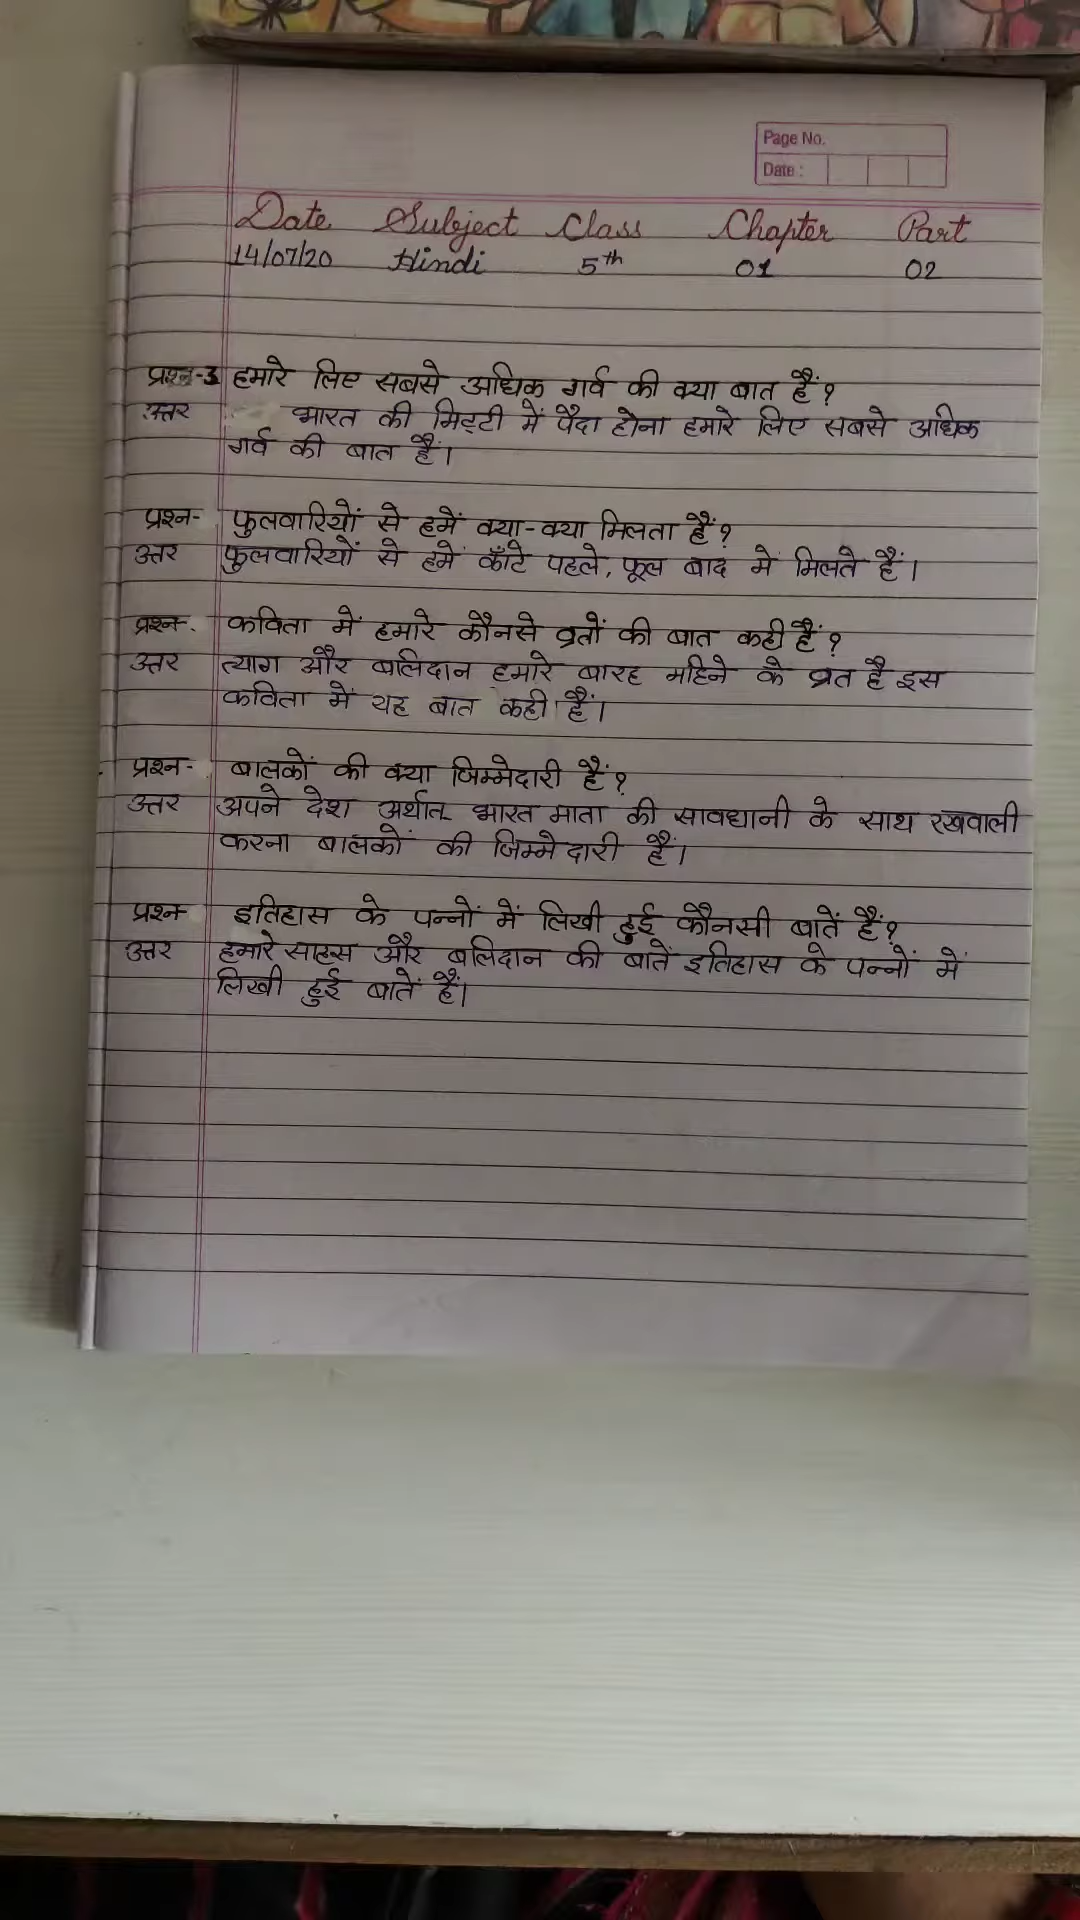 Page No.
Date :
Date Subject Class Chapter Part
14/07/20 Hindi 5th 01 02
प्रश्न-3 हमारे लिए सबसे अधिक गर्व की क्या बात हैं?
उत्तर भारत की मिट्टी में पैदा होना हमारे लिए सबसे अधिक
गर्व की बात हैं।
प्रश्न- फुलवारियों से हमें क्या-क्या मिलता हैं?
उत्तर फुलवारियों से हमे काँटे पहले, फूल बाद में मिलते हैं।
प्रश्न. कविता में हमारे कौनसे व्रतों की बात कही हैं?
उत्तर त्याग और बलिदान हमारे बारह महिने के व्रत है इस
कविता में यह बात कही हैं।
प्रश्न- बालकों की क्या जिम्मेदारी हैं?
उत्तर अपने देश अर्थात् भारत माता की सावधानी के साथ रखवाली
करना बालकों की जिम्मेदारी हैं।
प्रश्न इतिहास के पन्नों में लिखी हुई कौनसी बातें हैं?
उत्तर हमारे साहस और बलिदान की बातें इतिहास के पन्नों में
लिखी हुई बातें हैं।